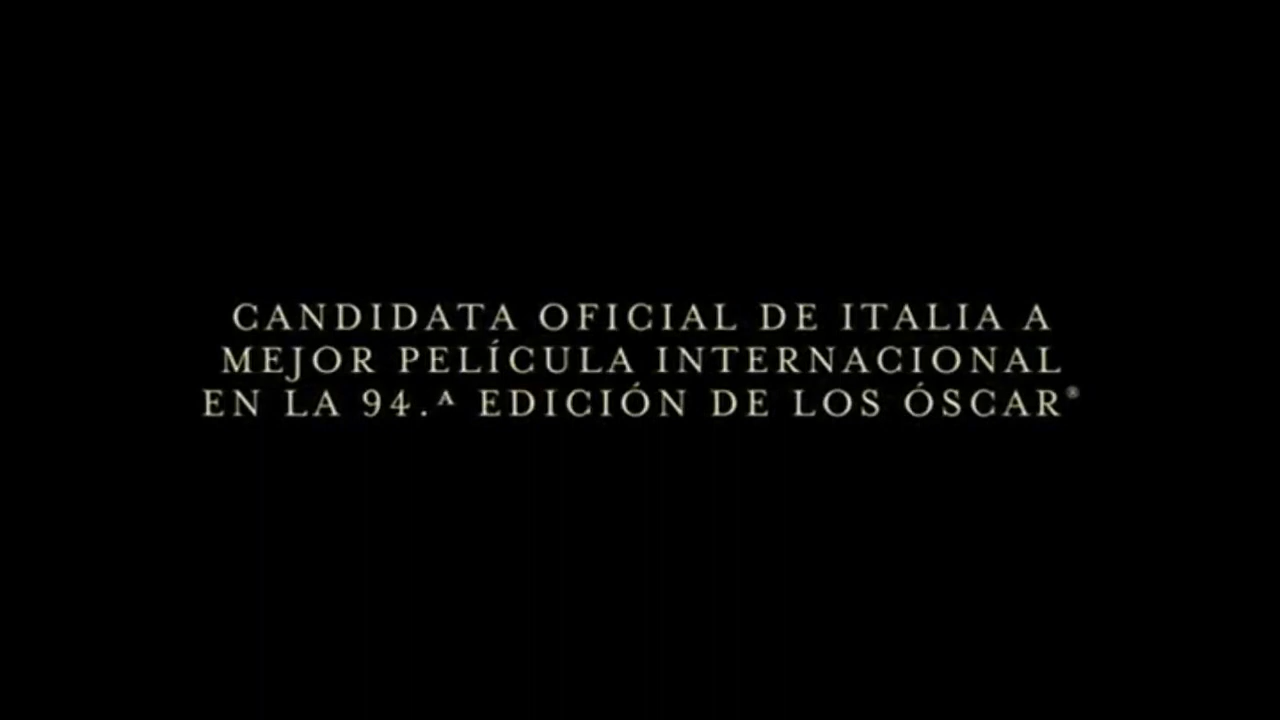 CANDIDATA OFICIAL DE ITALIA A
MEJOR PELÍCULA INTERNACIONAL
EN LA 94.ª EDICIÓN DE LOS ÓSCAR®